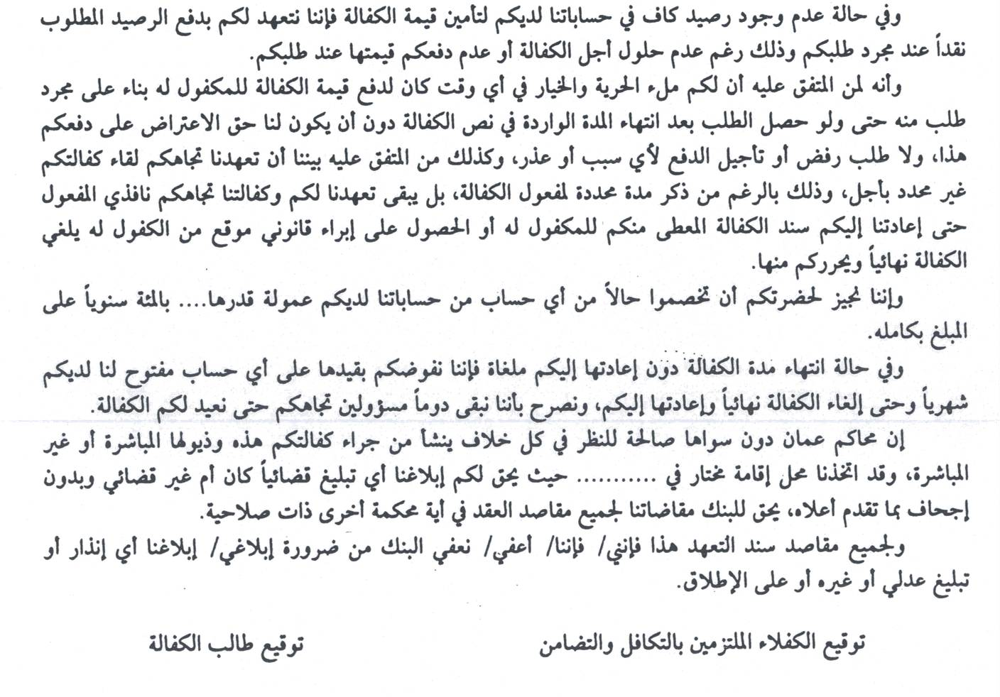 وفي حالة عدم وجود رصيد كاف في حساباتنا لديكم لتأمين قيمة الكفالة فإننا نتعهد لكم بدفع الرصيد المطلوب
نقداً عند مجرد طلبكم وذلك رغم عدم حلول أجل الكفالة أو عدم دفعكم قيمتها عند طلبكم.
وأنه لمن المتفق عليه أن لكم ملء الحرية والخيار في أي وقت كان لدفع قيمة الكفالة للمكفول له بناء على مجرد
طلب منه حتى ولو حصل الطلب بعد انتهاء المدة الواردة في نص الكفالة دون أن يكون لنا حق الاعتراض على دفعكم
هذا، ولا طلب رفض أو تأجيل الدفع لأي سبب أو عذر، وكذلك من المتفق عليه بيننا أن تعهدنا تجاهكم لقاء كفالتكم
غير محدد بأجل، وذلك بالرغم من ذكر مدة محددة لمفعول الكفالة، بل يبقى تعهدنا لكم وكفالتنا تجاهكم نافذي المفعول
حتى إعادتنا إليكم سند الكفالة المعطى منكم للمكفول له أو الحصول على إبراء قانوني موقع من الكفول له يلغي
الكفالة نهائياً ويحرركم منها.
وإننا نجيز لحضرتكم أن تخصموا حالاً من أي حساب من حساباتنا لديكم عمولة قدرها.... بالمئة سنوياً على
المبلغ بكامله.
وفي حالة انتهاء مدة الكفالة دون إعادتها إليكم ملغاة فإننا نفوضكم بقيدها على أي حساب مفتوح لنا لديكم
شهرياً وحتى إلغاء الكفالة نهائياً وإعادتها إليكم، ونصرح بأننا نبقى دوماً مسؤولين تجاهكم حتى نعيد لكم الكفالة.
إن محاكم عمان دون سواها صالحة للنظر في كل خلاف ينشأ من جراء كفالتكم هذه وذيولها المباشرة أو غير
المباشرة، وقد اتخذنا محل إقامة مختار في ........... حيث يحق لكم إبلاغنا أي تبليغ قضائياً كان أم غير قضائي وبدون
إجحاف بما تقدم أعلاه، يحق للبنك مقاضاتنا لجميع مقاصد العقد في أية محكمة أخرى ذات صلاحية.
ولجميع مقاصد سند التعهد هذا فإنني/ فإننا/ أعفي/ نعفي البنك من ضرورة إبلاغي/ إبلاغنا أي إنذار أو
تبليغ عدلي أو غيره أو على الإطلاق.
توقيع الكفلاء الملتزمين بالتكافل والتضامن توقيع طالب الكفالة